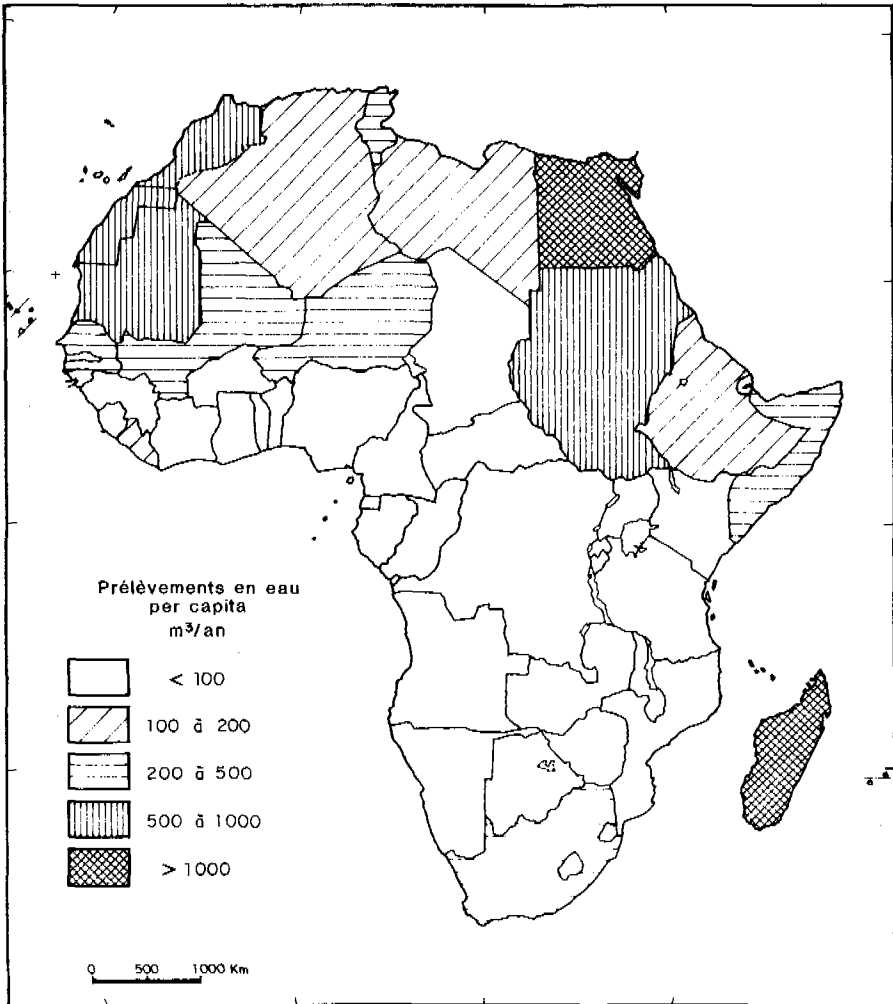 Prélèvements en eau
per capita
m³/an
< 100
100 à 200
200 à 500
500 à 1000
> 1000
0 500 1000 Km